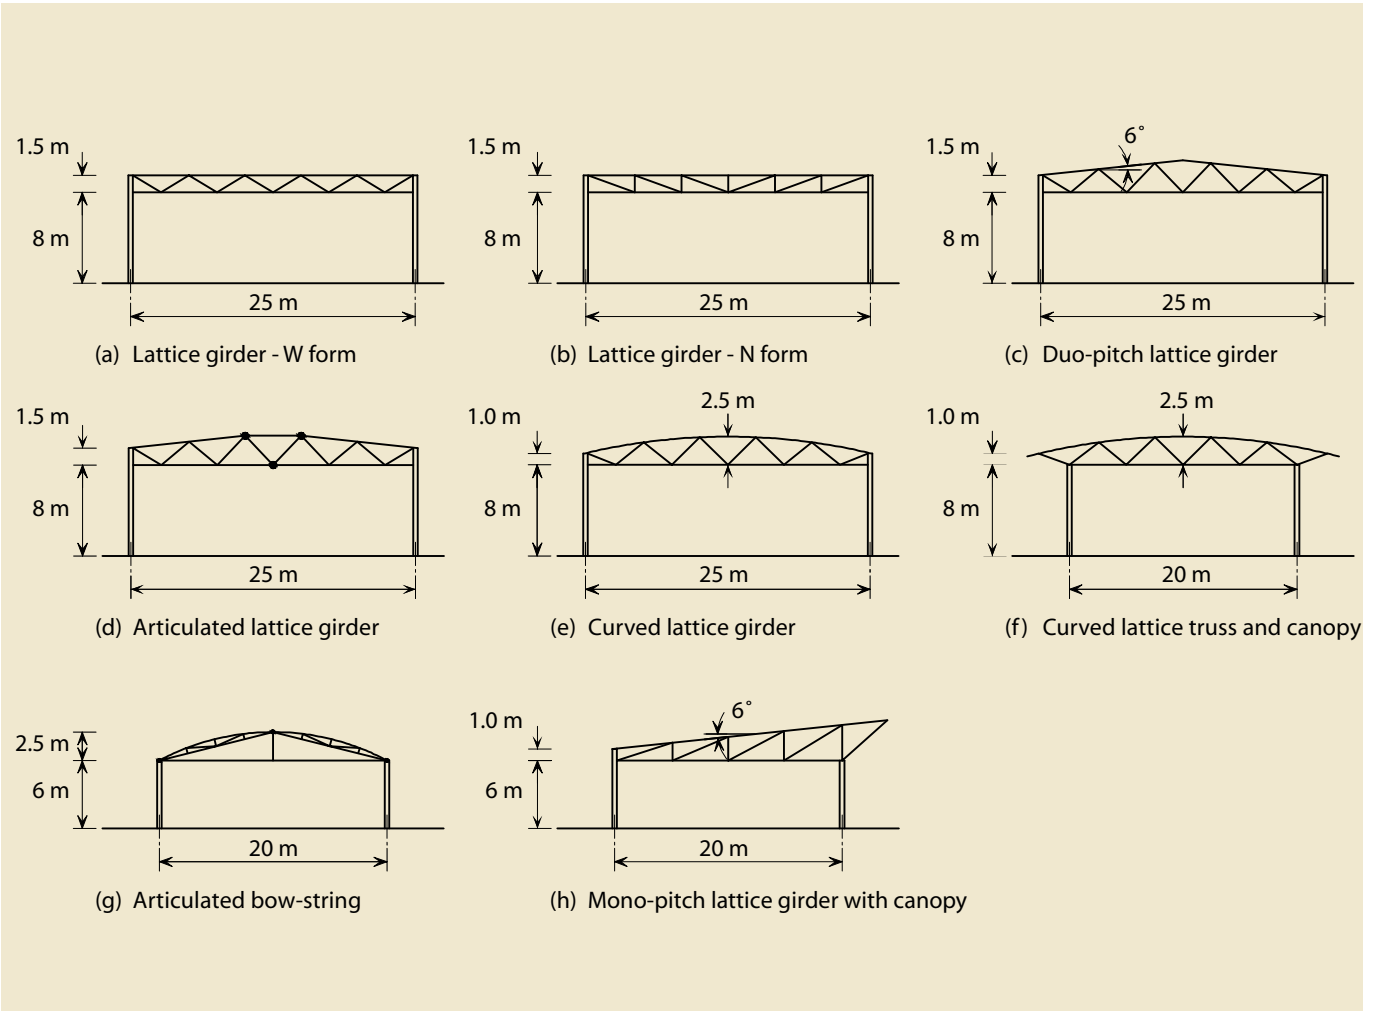 6°
1.5 m
1.5 m
1.5 m
8 m
8 m
8 m
25 m
25 m
25 m
(a) Lattice girder - W form
(b) Lattice girder - N form
(c) Duo-pitch lattice girder
2.5 m
2.5 m
1.5 m
1.0 m
1.0 m
8 m
8 m
8 m
25 m
25 m
20 m
(d) Articulated lattice girder
(e) Curved lattice girder
(f) Curved lattice truss and canopy
6°
1.0 m
2.5 m
6 m
6 m
20 m
20 m
(g) Articulated bow-string
(h) Mono-pitch lattice girder with canopy